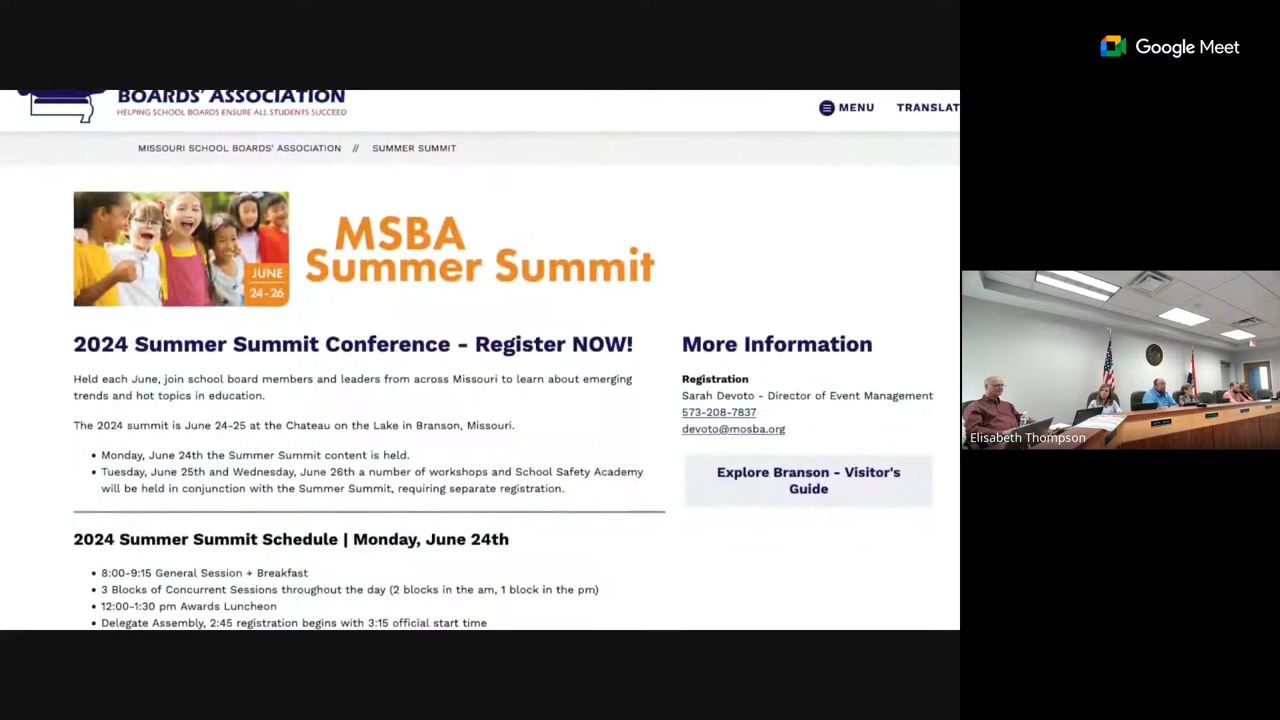 Google Meet
BOARDS' ASSOCIATION
HELPING SCHOOL BOARDS ENSURE ALL STUDENTS SUCCEED
MENU
TRANSLAT
MISSOURI SCHOOL BOARDS' ASSOCIATION // SUMMER SUMMIT
JUNE
24-26
MSBA
Summer Summit
2024 Summer Summit Conference - Register NOW!
Held each June, join school board members and leaders from across Missouri to learn about emerging
trends and hot topics in education.
The 2024 summit is June 24-25 at the Chateau on the Lake in Branson, Missouri.
• Monday, June 24th the Summer Summit content is held.
• Tuesday, June 25th and Wednesday, June 26th a number of workshops and School Safety Academy
will be held in conjunction with the Summer Summit, requiring separate registration.
2024 Summer Summit Schedule | Monday, June 24th
• 8:00-9:15 General Session + Breakfast
• 3 Blocks of Concurrent Sessions throughout the day (2 blocks in the am, 1 block in the pm)
• 12:00-1:30 pm Awards Luncheon
• Delegate Assembly, 2:45 registration begins with 3:15 official start time
More Information
Registration
Sarah Devoto - Director of Event Management
573-208-7837
devoto@mosba.org
Explore Branson - Visitor's
Guide
Elisabeth Thompson